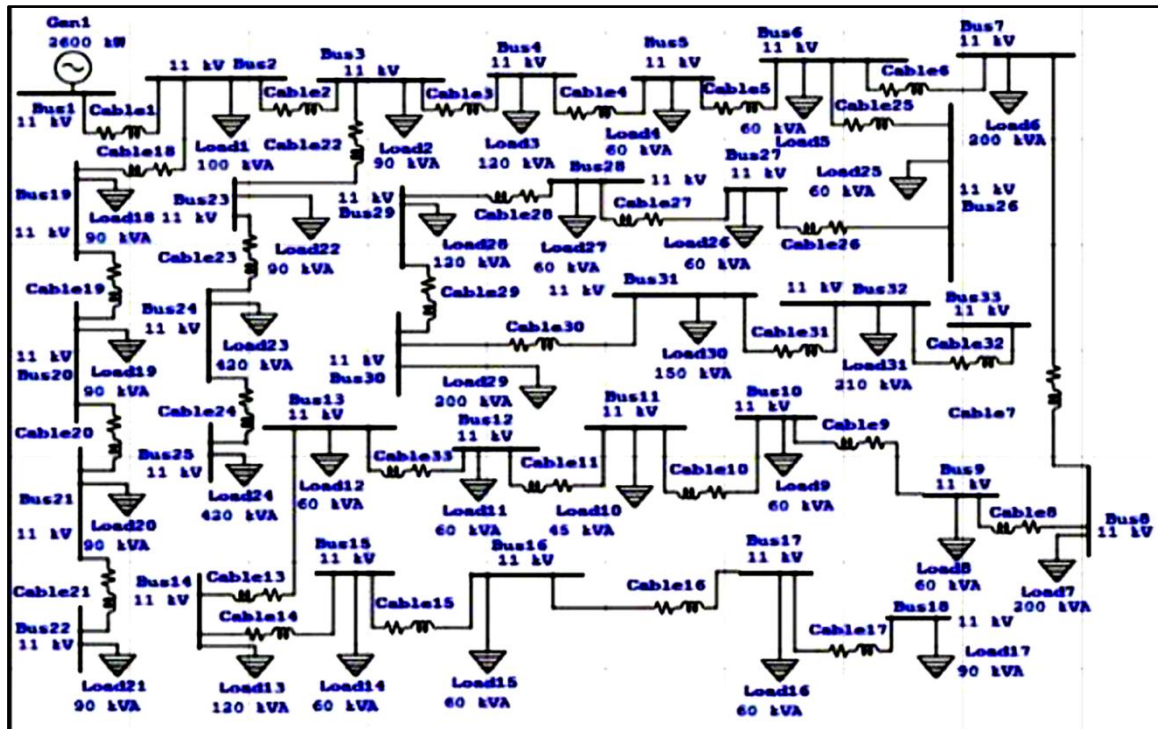 Gen1
2600 kW
Bus1
11 kV
Cable1
11 kV Bus2
Load1
100 kVA
Cable2
Bus3
11 kV
Load2
90 kVA
Cable3
Bus4
11 kV
Load3
120 kVA
Cable4
Bus5
11 kV
Load4
60 kVA
Cable5
Bus6
11 kV
60 kVA
Load5
Cable6
Bus7
11 kV
Load6
200 kVA
Cable25
Cable18
Cable22
Bus19
11 kV
Load18
90 kVA
Bus23
11 kV
Load22
90 kVA
11 kV
Bus29
Load28
120 kVA
Cable28
Bus28
11 kV
Load27
60 kVA
Cable27
Bus27
11 kV
Load26
60 kVA
Cable26
Load25
60 kVA
11 kV
Bus26
Cable19
Cable23
Cable29
11 kV
Bus20
Load19
90 kVA
Bus24
11 kV
Load23
420 kVA
11 kV
Bus30
Load29
200 kVA
Cable30
Bus31
11 kV
Load30
150 kVA
Cable31
11 kV Bus32
Load31
210 kVA
Cable32
Bus33
11 kV
Cable7
Cable20
Cable24
Bus21
11 kV
Load20
90 kVA
Bus25
11 kV
Load24
420 kVA
Bus13
11 kV
Load12
60 kVA
Cable33
Bus12
11 kV
Load11
60 kVA
Cable11
Bus11
11 kV
Load10
45 kVA
Cable10
Bus10
11 kV
Load9
60 kVA
Cable9
Bus9
11 kV
Load8
60 kVA
Cable8
Bus8
11 kV
Load7
200 kVA
Cable21
Bus22
11 kV
Load21
90 kVA
Bus14
11 kV
Cable13
Cable14
Load13
120 kVA
Bus15
11 kV
Load14
60 kVA
Cable15
Bus16
11 kV
Load15
60 kVA
Cable16
Bus17
11 kV
Load16
60 kVA
Cable17
Bus18
11 kV
Load17
90 kVA